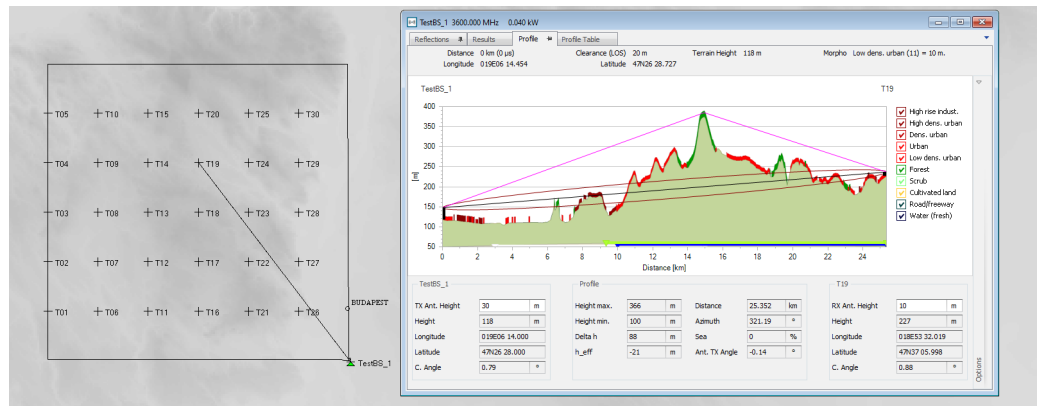 TestBS_1 3600.000 MHz 0.040 kW
Reflections Results Profile Profile Table
Distance 0 km (0 µs) Clearance (LOS) 20 m Terrain Height 118 m Morpho Low dens. urban (11) = 10 m.
Longitude 019E06 14.454 Latitude 47N26 28.727
TestBS_1 T19
400
350
300
250
200
150
100
50
[m]
0 2 4 6 8 10 12 14 16 18 20 22 24
Distance [km]
High rise indust.
High dens. urban
Dens. urban
Urban
Low dens. urban
Forest
Scrub
Cultivated land
Road/freeway
Water (fresh)
TestBS_1 Profile T19
TX Ant. Height 30 m Height max. 366 m Distance 25.352 km RX Ant. Height 10 m
Height 118 m Height min. 100 m Azimuth 321.19 ° Height 227 m
Longitude 019E06 14.000 Delta h 88 m Sea 0 % Longitude 018E53 32.019
Latitude 47N26 28.000 h_eff -21 m Ant. TX Angle -0.14 ° Latitude 47N37 05.998
C. Angle 0.79 ° C. Angle 0.88 °
Options
T05 T10 T15 T20 T25 T30
T04 T09 T14 T19 T24 T29
T03 T08 T13 T18 T23 T28
T02 T07 T12 T17 T22 T27
BUDAPEST
T01 T06 T11 T16 T21 T26
TestBS_1